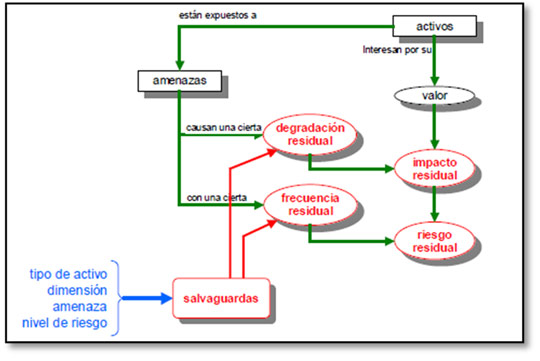 están expuestos a
activos
Interesan por su
amenazas
valor
causan una cierta
degradación
residual
impacto
residual
con una cierta
frecuencia
residual
riesgo
residual
tipo de activo
dimensión
amenaza
nivel de riesgo
salvaguardas